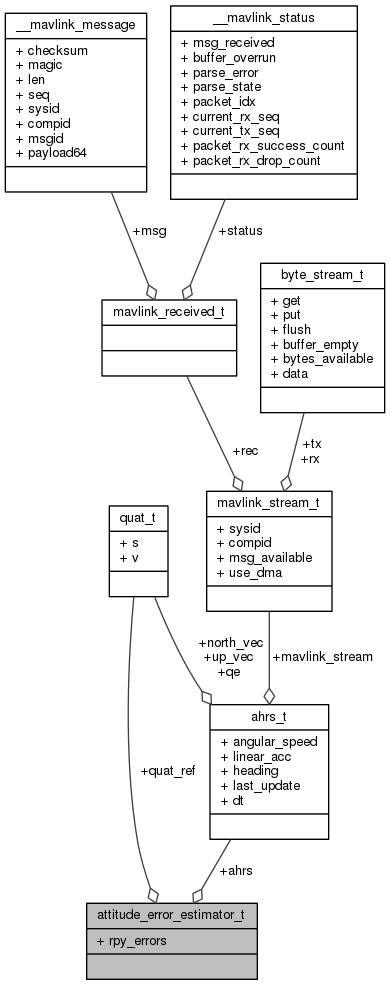 __mavlink_message
+ checksum
+ magic
+ len
+ seq
+ sysid
+ compid
+ msgid
+ payload64
__mavlink_status
+ msg_received
+ buffer_overrun
+ parse_error
+ parse_state
+ packet_idx
+ current_rx_seq
+ current_tx_seq
+ packet_rx_success_count
+ packet_rx_drop_count
+msg
+status
byte_stream_t
+ get
+ put
+ flush
+ buffer_empty
+ bytes_available
+ data
mavlink_received_t
+rec
+tx
+rx
mavlink_stream_t
+ sysid
+ compid
+ msg_available
+ use_dma
quat_t
+ s
+ v
+north_vec
+up_vec
+qe
+mavlink_stream
ahrs_t
+ angular_speed
+ linear_acc
+ heading
+ last_update
+ dt
+quat_ref
+ahrs
attitude_error_estimator_t
+ rpy_errors